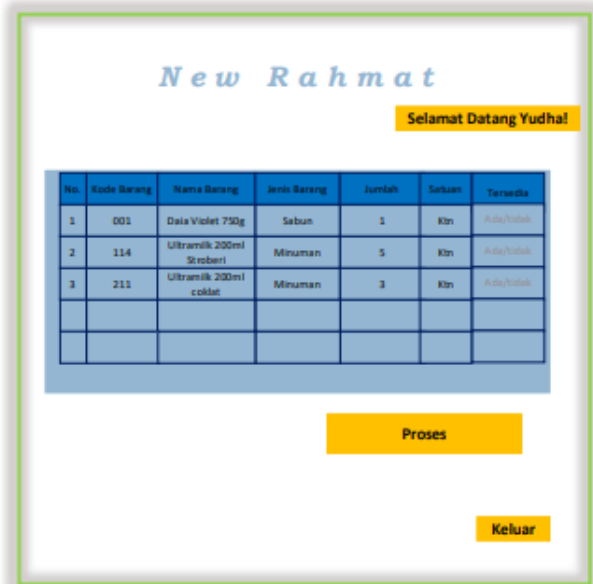 New Rahmat
Selamat Datang Yudha!
No. Kode Barang Nama Barang Jenis Barang Jumlah Satuan Tersedia
1 001 Daia Violet 750g Sabun 1 Ktn Ada/tidak
2 114 Ultramilk 200ml Stroberi Minuman 5 Ktn Ada/tidak
3 211 Ultramilk 200ml coklat Minuman 3 Ktn Ada/tidak
Proses
Keluar